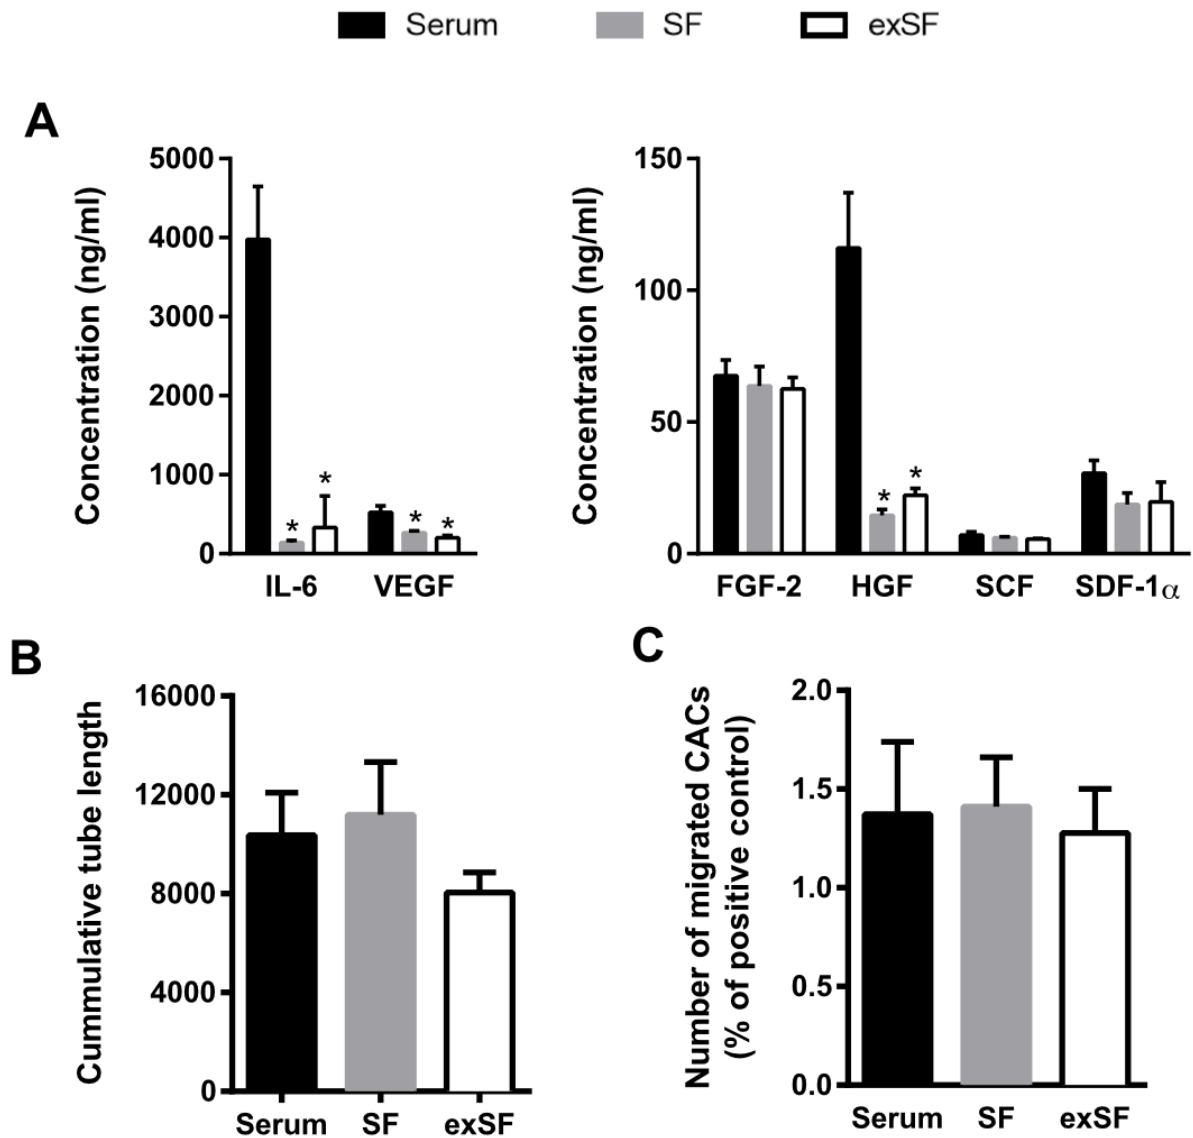 Serum SF exSF
A
Concentration (ng/ml)
5000
4000
3000
2000
1000
0
* * * *
IL-6 VEGF
Concentration (ng/ml)
150
100
50
0
* *
FGF-2 HGF SCF SDF-1α
B
Cummulative tube length
16000
12000
8000
4000
0
Serum SF exSF
C
Number of migrated CACs
(% of positive control)
2.0
1.5
1.0
0.5
0.0
Serum SF exSF